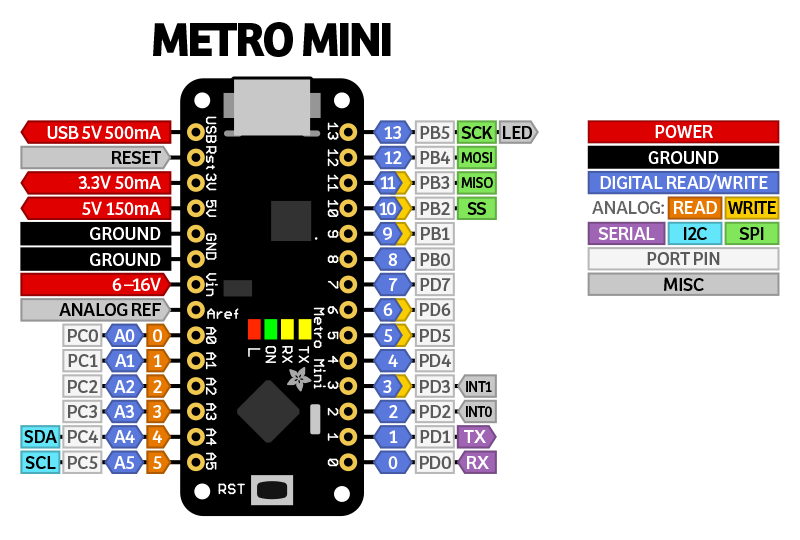 METRO MINI
USB 5V 500mA
RESET
3.3V 50mA
5V 150mA
GROUND
GROUND
6–16V
ANALOG REF
PC0 A0 0
PC1 A1 1
PC2 A2 2
PC3 A3 3
SDA PC4 A4 4
SCL PC5 A5 5
USB
Rst
3V
5V
GND
Vin
Aref
A0
A1
A2
A3
A4
A5
L
ON
RX
TX
Metro Mini
RST
13
12
11
10
9
8
7
6
5
4
3
2
1
0
13 PB5 SCK LED
12 PB4 MOSI
11 PB3 MISO
10 PB2 SS
9 PB1
8 PB0
7 PD7
6 PD6
5 PD5
4 PD4
3 PD3 INT1
2 PD2 INT0
1 PD1 TX
0 PD0 RX
POWER
GROUND
DIGITAL READ/WRITE
ANALOG: READ WRITE
SERIAL I2C SPI
PORT PIN
MISC